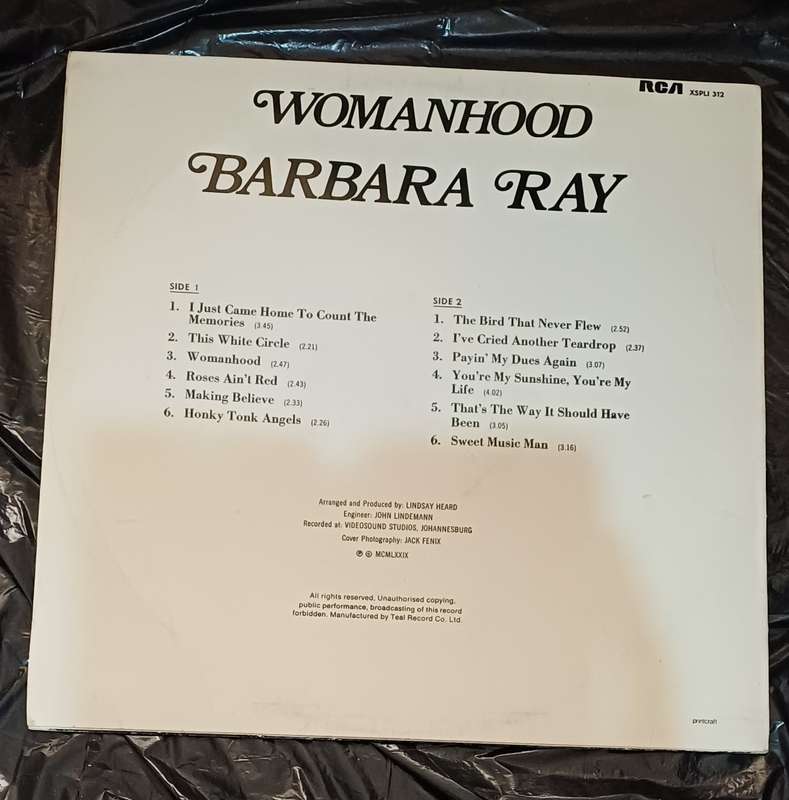 RCA XSPLI 312
WOMANHOOD
BARBARA RAY
SIDE 1
1. I Just Came Home To Count The
Memories (3.45)
2. This White Circle (2.21)
3. Womanhood (2.47)
4. Roses Ain't Red (2.43)
5. Making Believe (2.33)
6. Honky Tonk Angels (2.26)
SIDE 2
1. The Bird That Never Flew (2.52)
2. I've Cried Another Teardrop (2.37)
3. Payin' My Dues Again (3.07)
4. You're My Sunshine, You're My
Life (4.02)
5. That's The Way It Should Have
Been (3.05)
6. Sweet Music Man (3.16)
Arranged and Produced by: LINDSAY HEARD
Engineer: JOHN LINDEMANN
Recorded at: VIDEOSOUND STUDIOS, JOHANNESBURG
Cover Photography: JACK FENIX
℗ © MCMLXXIX
All rights reserved. Unauthorised copying,
public performance, broadcasting of this record
forbidden. Manufactured by Teal Record Co. Ltd.
printcraft